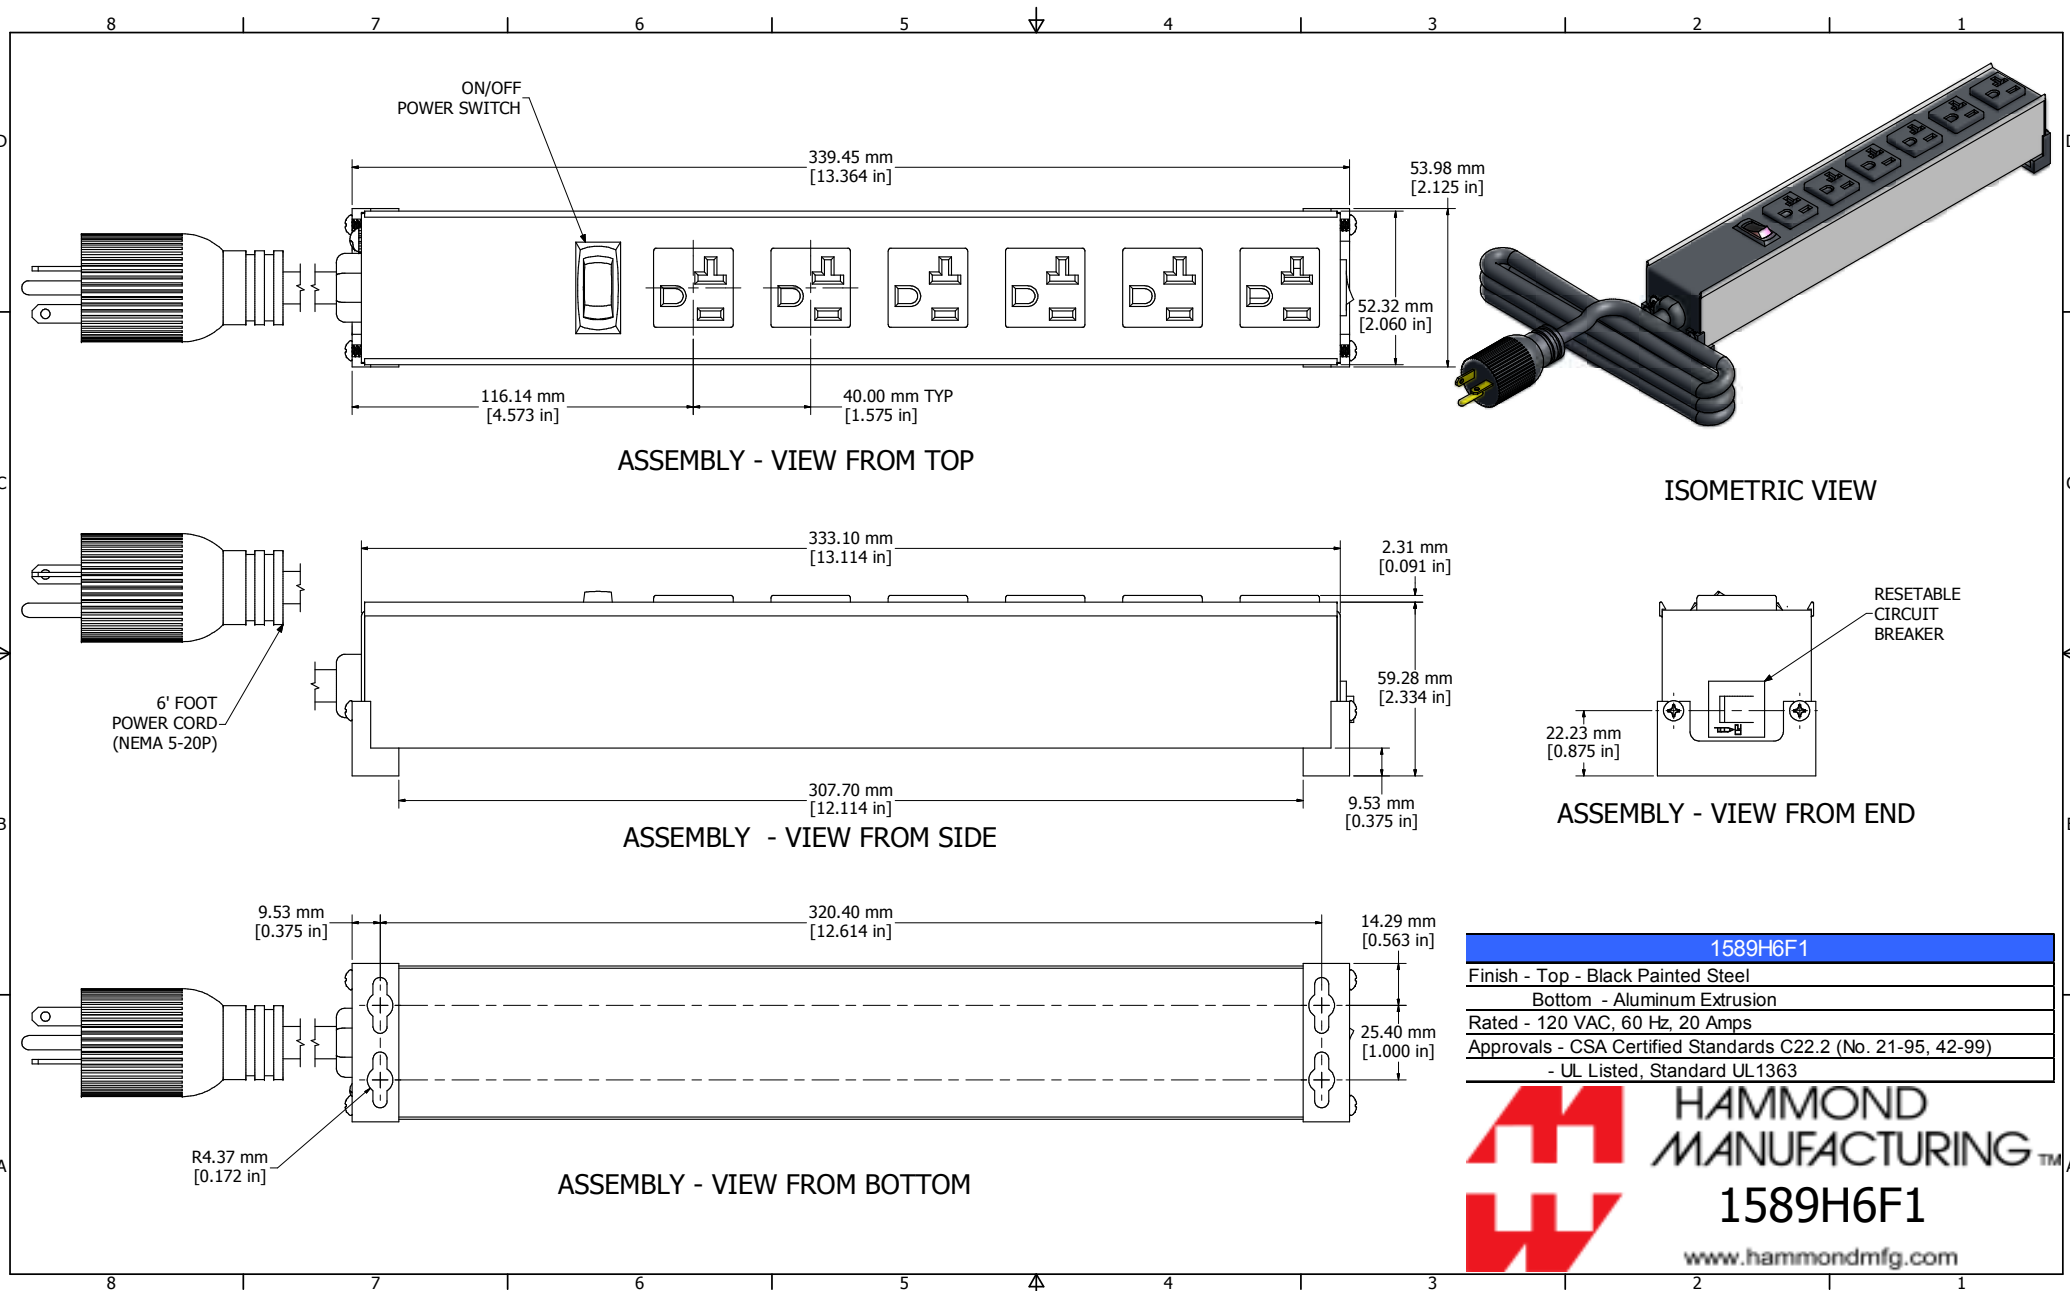 8 7 6 5 4 3 2 1
D
D
ON/OFF
POWER SWITCH
339.45 mm
[13.364 in]
53.98 mm
[2.125 in]
52.32 mm
[2.060 in]
116.14 mm
[4.573 in]
40.00 mm TYP
[1.575 in]
ASSEMBLY - VIEW FROM TOP
ISOMETRIC VIEW
C
C
333.10 mm
[13.114 in]
2.31 mm
[0.091 in]
6' FOOT
POWER CORD
(NEMA 5-20P)
59.28 mm
[2.334 in]
307.70 mm
[12.114 in]
9.53 mm
[0.375 in]
ASSEMBLY - VIEW FROM SIDE
RESETABLE
CIRCUIT
BREAKER
22.23 mm
[0.875 in]
ASSEMBLY - VIEW FROM END
B
B
9.53 mm
[0.375 in]
320.40 mm
[12.614 in]
14.29 mm
[0.563 in]
25.40 mm
[1.000 in]
R4.37 mm
[0.172 in]
ASSEMBLY - VIEW FROM BOTTOM
A
A
1589H6F1
Finish - Top - Black Painted Steel
Bottom - Aluminum Extrusion
Rated - 120 VAC, 60 Hz, 20 Amps
Approvals - CSA Certified Standards C22.2 (No. 21-95, 42-99)
- UL Listed, Standard UL1363
HAMMOND
MANUFACTURING TM
1589H6F1
www.hammondmfg.com
8 7 6 5 4 3 2 1